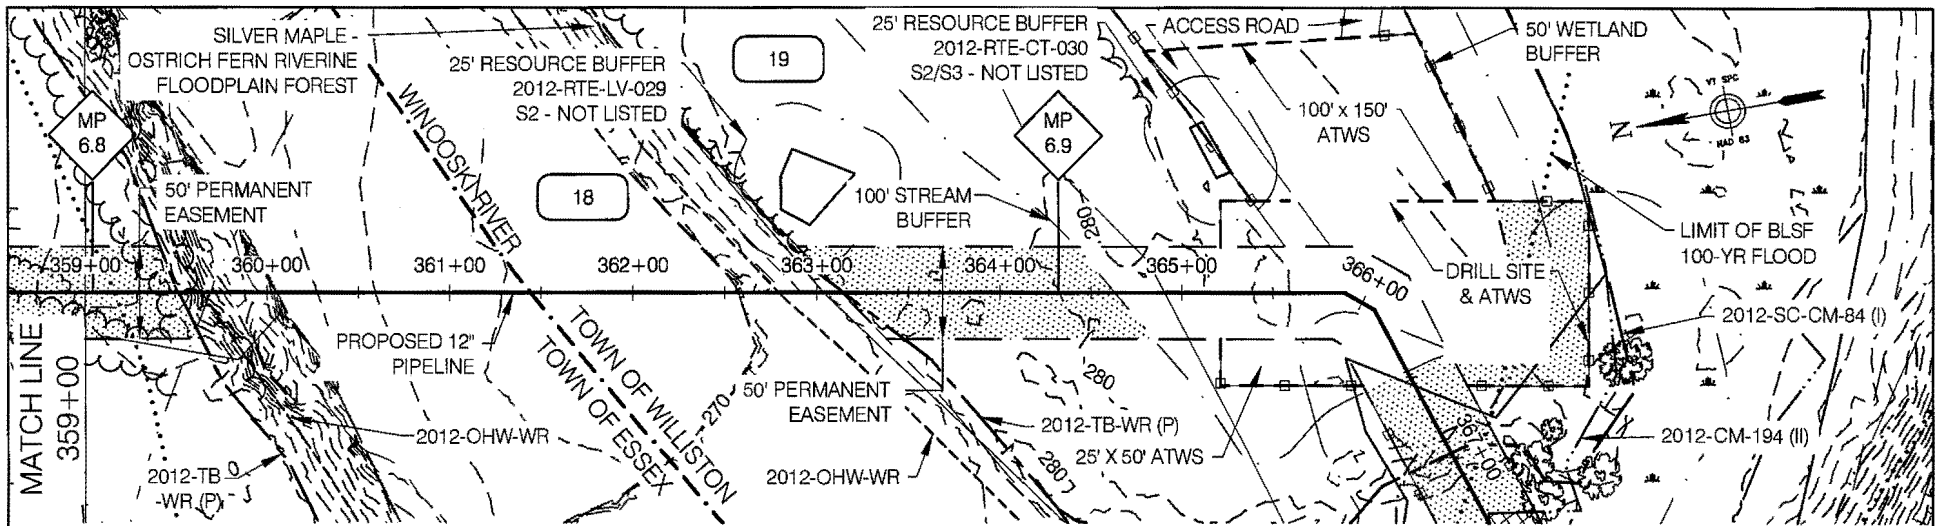 SILVER MAPLE -
OSTRICH FERN RIVERINE
FLOODPLAIN FOREST
25' RESOURCE BUFFER
2012-RTE-LV-029
S2 - NOT LISTED
19
25' RESOURCE BUFFER
2012-RTE-CT-030
S2/S3 - NOT LISTED
ACCESS ROAD
50' WETLAND
BUFFER
VT SPC
N
NAD 83
MP
6.8
WINOOSKI RIVER
MP
6.9
100' x 150'
ATWS
50' PERMANENT
EASEMENT
18
100' STREAM
BUFFER
280
LIMIT OF BLSF
100-YR FLOOD
359+00
360+00
361+00
362+00
363+00
364+00
365+00
366+00
DRILL SITE
& ATWS
2012-SC-CM-84 (I)
MATCH LINE
359+00
PROPOSED 12"
PIPELINE
TOWN OF WILLISTON
TOWN OF ESSEX
270
50' PERMANENT
EASEMENT
280
2012-OHW-WR
2012-TB-WR (P)
25' X 50' ATWS
367+00
2012-CM-194 (II)
2012-TB
-WR (P)
2012-OHW-WR
280